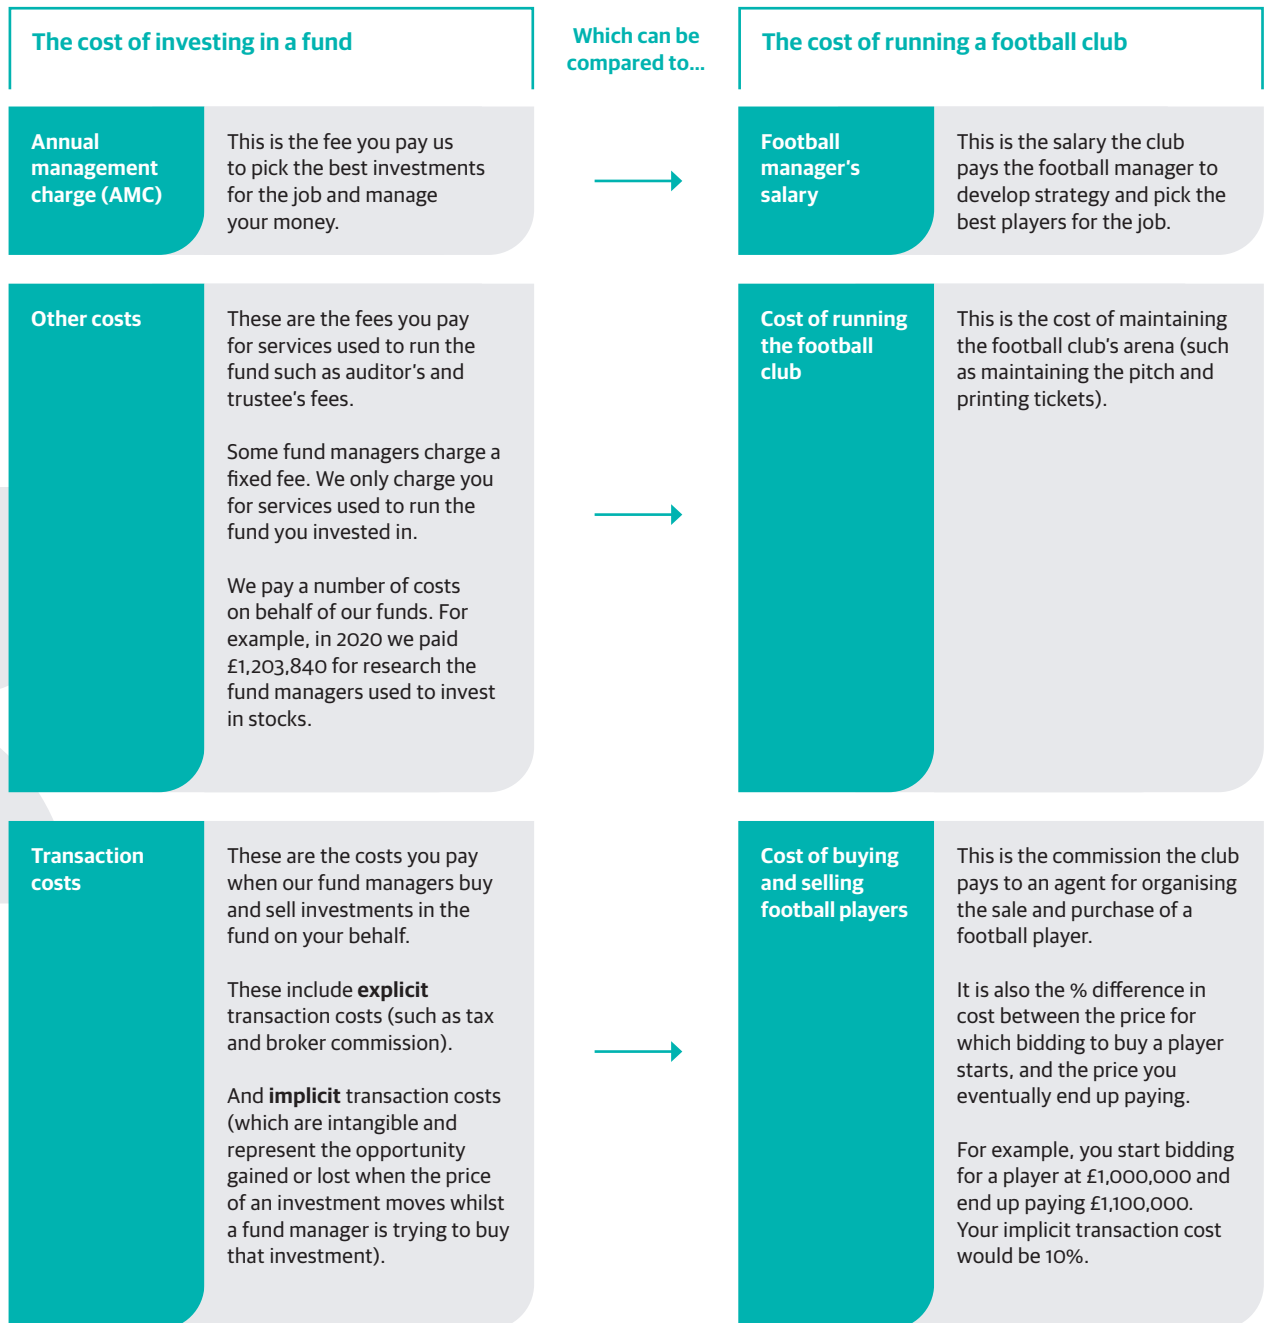 The cost of investing in a fund
Which can be
compared to...
The cost of running a football club
Annual
management
charge (AMC)
This is the fee you pay us
to pick the best investments
for the job and manage
your money.
Football
manager's
salary
This is the salary the club
pays the football manager to
develop strategy and pick the
best players for the job.
Other costs
These are the fees you pay
for services used to run the
fund such as auditor's and
trustee's fees.
Some fund managers charge a
fixed fee. We only charge you
for services used to run the
fund you invested in.
We pay a number of costs
on behalf of our funds. For
example, in 2020 we paid
£1,203,840 for research the
fund managers used to invest
in stocks.
Cost of running
the football
club
This is the cost of maintaining
the football club's arena (such
as maintaining the pitch and
printing tickets).
Transaction
costs
These are the costs you pay
when our fund managers buy
and sell investments in the
fund on your behalf.
These include explicit
transaction costs (such as tax
and broker commission).
And implicit transaction costs
(which are intangible and
represent the opportunity
gained or lost when the price
of an investment moves whilst
a fund manager is trying to buy
that investment).
Cost of buying
and selling
football players
This is the commission the club
pays to an agent for organising
the sale and purchase of a
football player.
It is also the % difference in
cost between the price for
which bidding to buy a player
starts, and the price you
eventually end up paying.
For example, you start bidding
for a player at £1,000,000 and
end up paying £1,100,000.
Your implicit transaction cost
would be 10%.